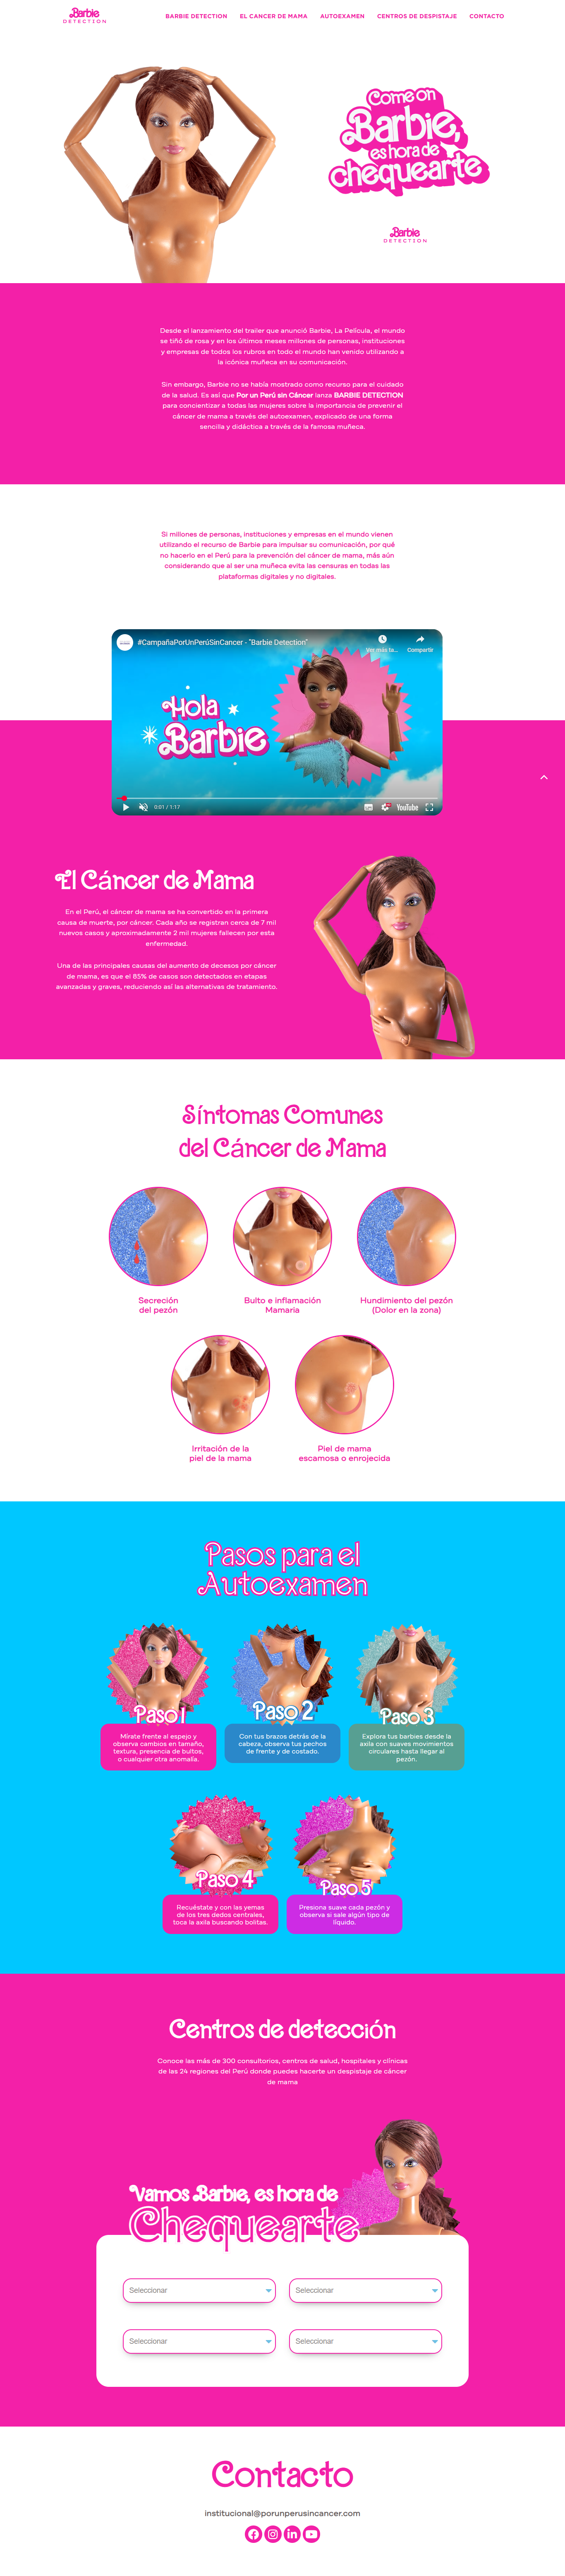 Barbie
DETECTION
BARBIE DETECTION
EL CANCER DE MAMA
AUTOEXAMEN
CENTROS DE DESPISTAJE
CONTACTO
Come on
Barbie,
es hora de
chequearte
Barbie
DETECTION
Desde el lanzamiento del trailer que anunció Barbie, La Película, el mundo
se tiñó de rosa y en los últimos meses millones de personas, instituciones
y empresas de todos los rubros en todo el mundo han venido utilizando a
la icónica muñeca en su comunicación.
Sin embargo, Barbie no se había mostrado como recurso para el cuidado
de la salud. Es así que Por un Perú sin Cáncer lanza BARBIE DETECTION
para concientizar a todas las mujeres sobre la importancia de prevenir el
cáncer de mama a través del autoexamen, explicado de una forma
sencilla y didáctica a través de la famosa muñeca.
Si millones de personas, instituciones y empresas en el mundo vienen
utilizando el recurso de Barbie para impulsar su comunicación, por qué
no hacerlo en el Perú para la prevención del cáncer de mama, más aún
considerando que al ser una muñeca evita las censuras en todas las
plataformas digitales y no digitales.
#CampañaPorUnPerúSinCancer - "Barbie Detection"
Ver más ta...
Compartir
Hola
Barbie
0:01 / 1:17
YouTube
El Cáncer de Mama
En el Perú, el cáncer de mama se ha convertido en la primera
causa de muerte, por cáncer. Cada año se registran cerca de 7 mil
nuevos casos y aproximadamente 2 mil mujeres fallecen por esta
enfermedad.
Una de las principales causas del aumento de decesos por cáncer
de mama, es que el 85% de casos son detectados en etapas
avanzadas y graves, reduciendo así las alternativas de tratamiento.
Síntomas Comunes
del Cáncer de Mama
Secreción
del pezón
Bulto e inflamación
Mamaria
Hundimiento del pezón
(Dolor en la zona)
Irritación de la
piel de la mama
Piel de mama
escamosa o enrojecida
Pasos para el
Autoexamen
Paso 1
Mírate frente al espejo y
observa cambios en tamaño,
textura, presencia de bultos,
o cualquier otra anomalía.
Paso 2
Con tus brazos detrás de la
cabeza, observa tus pechos
de frente y de costado.
Paso 3
Explora tus barbies desde la
axila con suaves movimientos
circulares hasta llegar al
pezón.
Paso 4
Recuéstate y con las yemas
de los tres dedos centrales,
toca la axila buscando bolitas.
Paso 5
Presiona suave cada pezón y
observa si sale algún tipo de
líquido.
Centros de detección
Conoce las más de 300 consultorios, centros de salud, hospitales y clínicas
de las 24 regiones del Perú donde puedes hacerte un despistaje de cáncer
de mama
Vamos Barbie, es hora de
Chequearte
Seleccionar
Seleccionar
Seleccionar
Seleccionar
Contacto
institucional@porunperusincancer.com